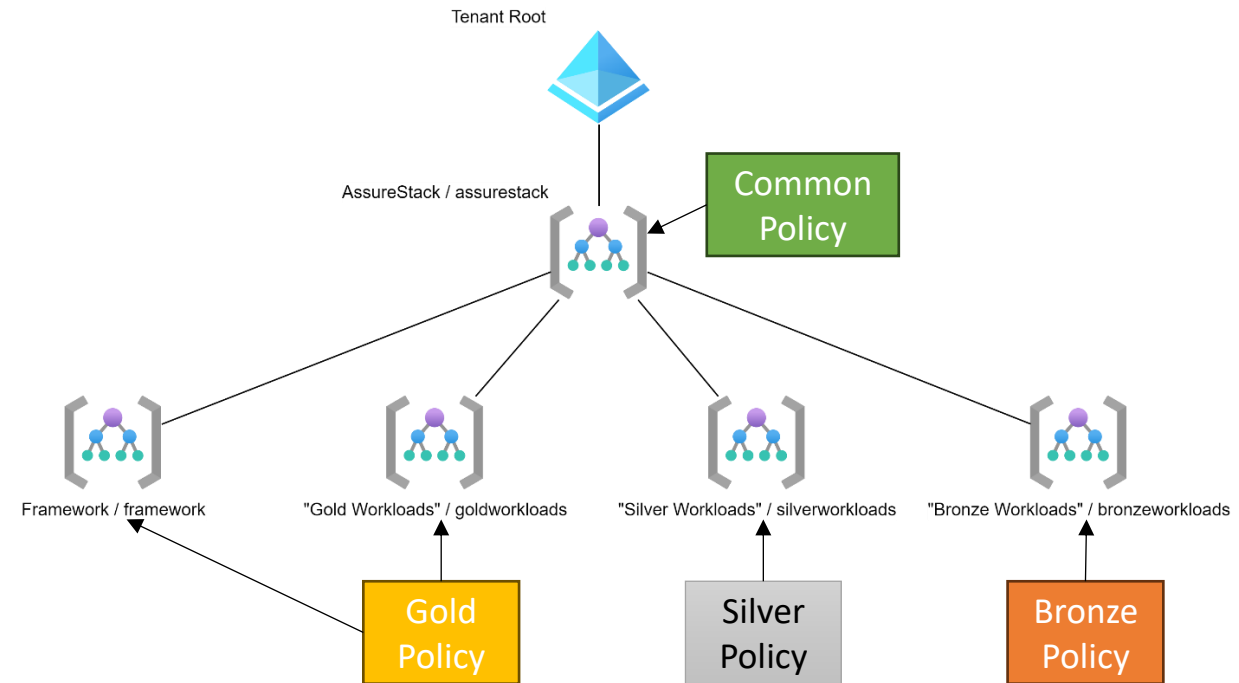 Tenant Root
AssureStack / assurestack
Common
Policy
Framework / framework
"Gold Workloads" / goldworkloads
"Silver Workloads" / silverworkloads
"Bronze Workloads" / bronzeworkloads
Gold
Policy
Silver
Policy
Bronze
Policy